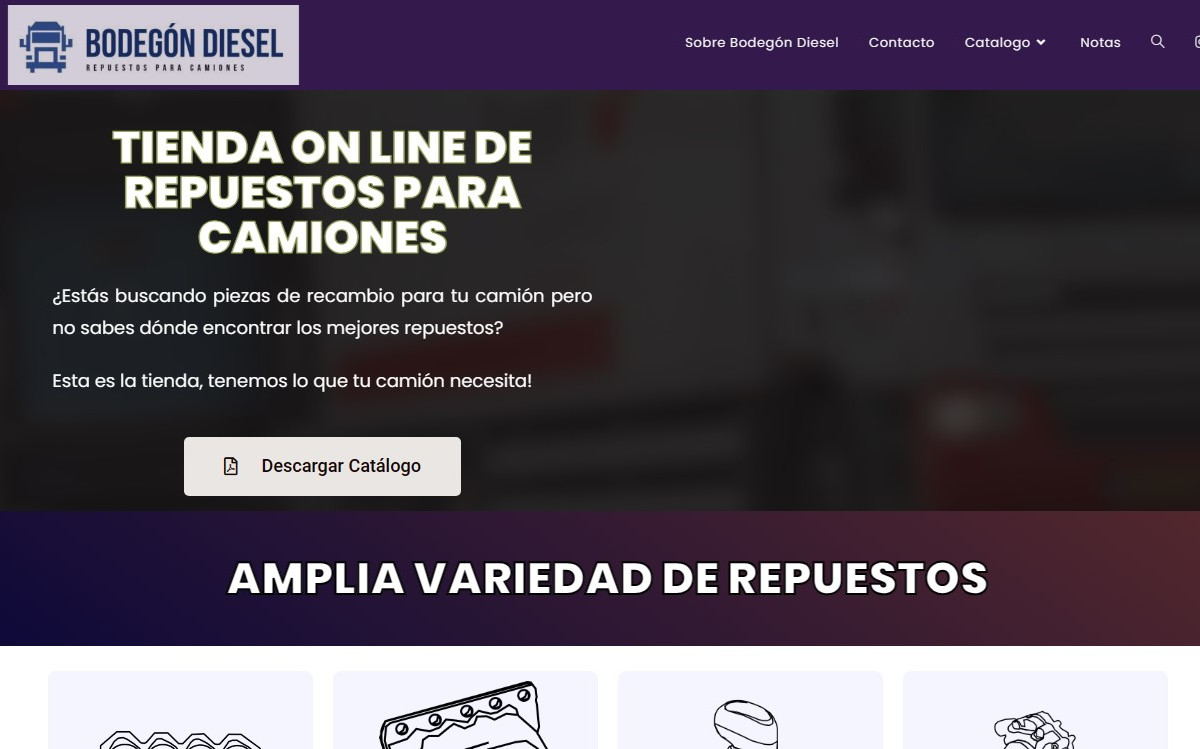 BODEGÓN DIESEL
REPUESTOS PARA CAMIONES
Sobre Bodegón Diesel
Contacto
Catalogo
Notas
TIENDA ON LINE DE
REPUESTOS PARA
CAMIONES
¿Estás buscando piezas de recambio para tu camión pero
no sabes dónde encontrar los mejores repuestos?
Esta es la tienda, tenemos lo que tu camión necesita!
Descargar Catálogo
AMPLIA VARIEDAD DE REPUESTOS